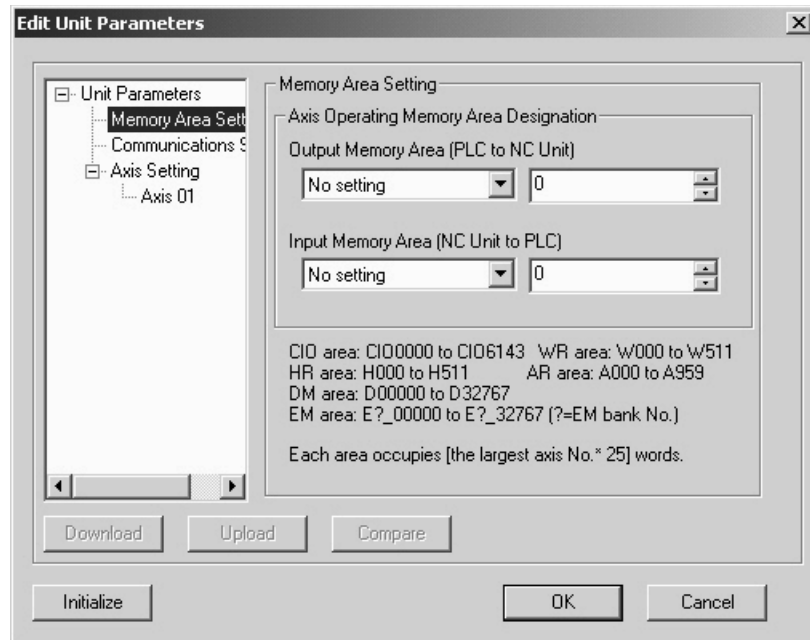 Edit Unit Parameters
Unit Parameters
Memory Area Sett
Communications S
Axis Setting
Axis 01
Memory Area Setting
Axis Operating Memory Area Designation
Output Memory Area (PLC to NC Unit)
No setting 0
Input Memory Area (NC Unit to PLC)
No setting 0
CIO area: CIO0000 to CIO6143 WR area: W000 to W511
HR area: H000 to H511 AR area: A000 to A959
DM area: D00000 to D32767
EM area: E?_00000 to E?_32767 (?=EM bank No.)
Each area occupies [the largest axis No.* 25] words.
Download Upload Compare
Initialize OK Cancel